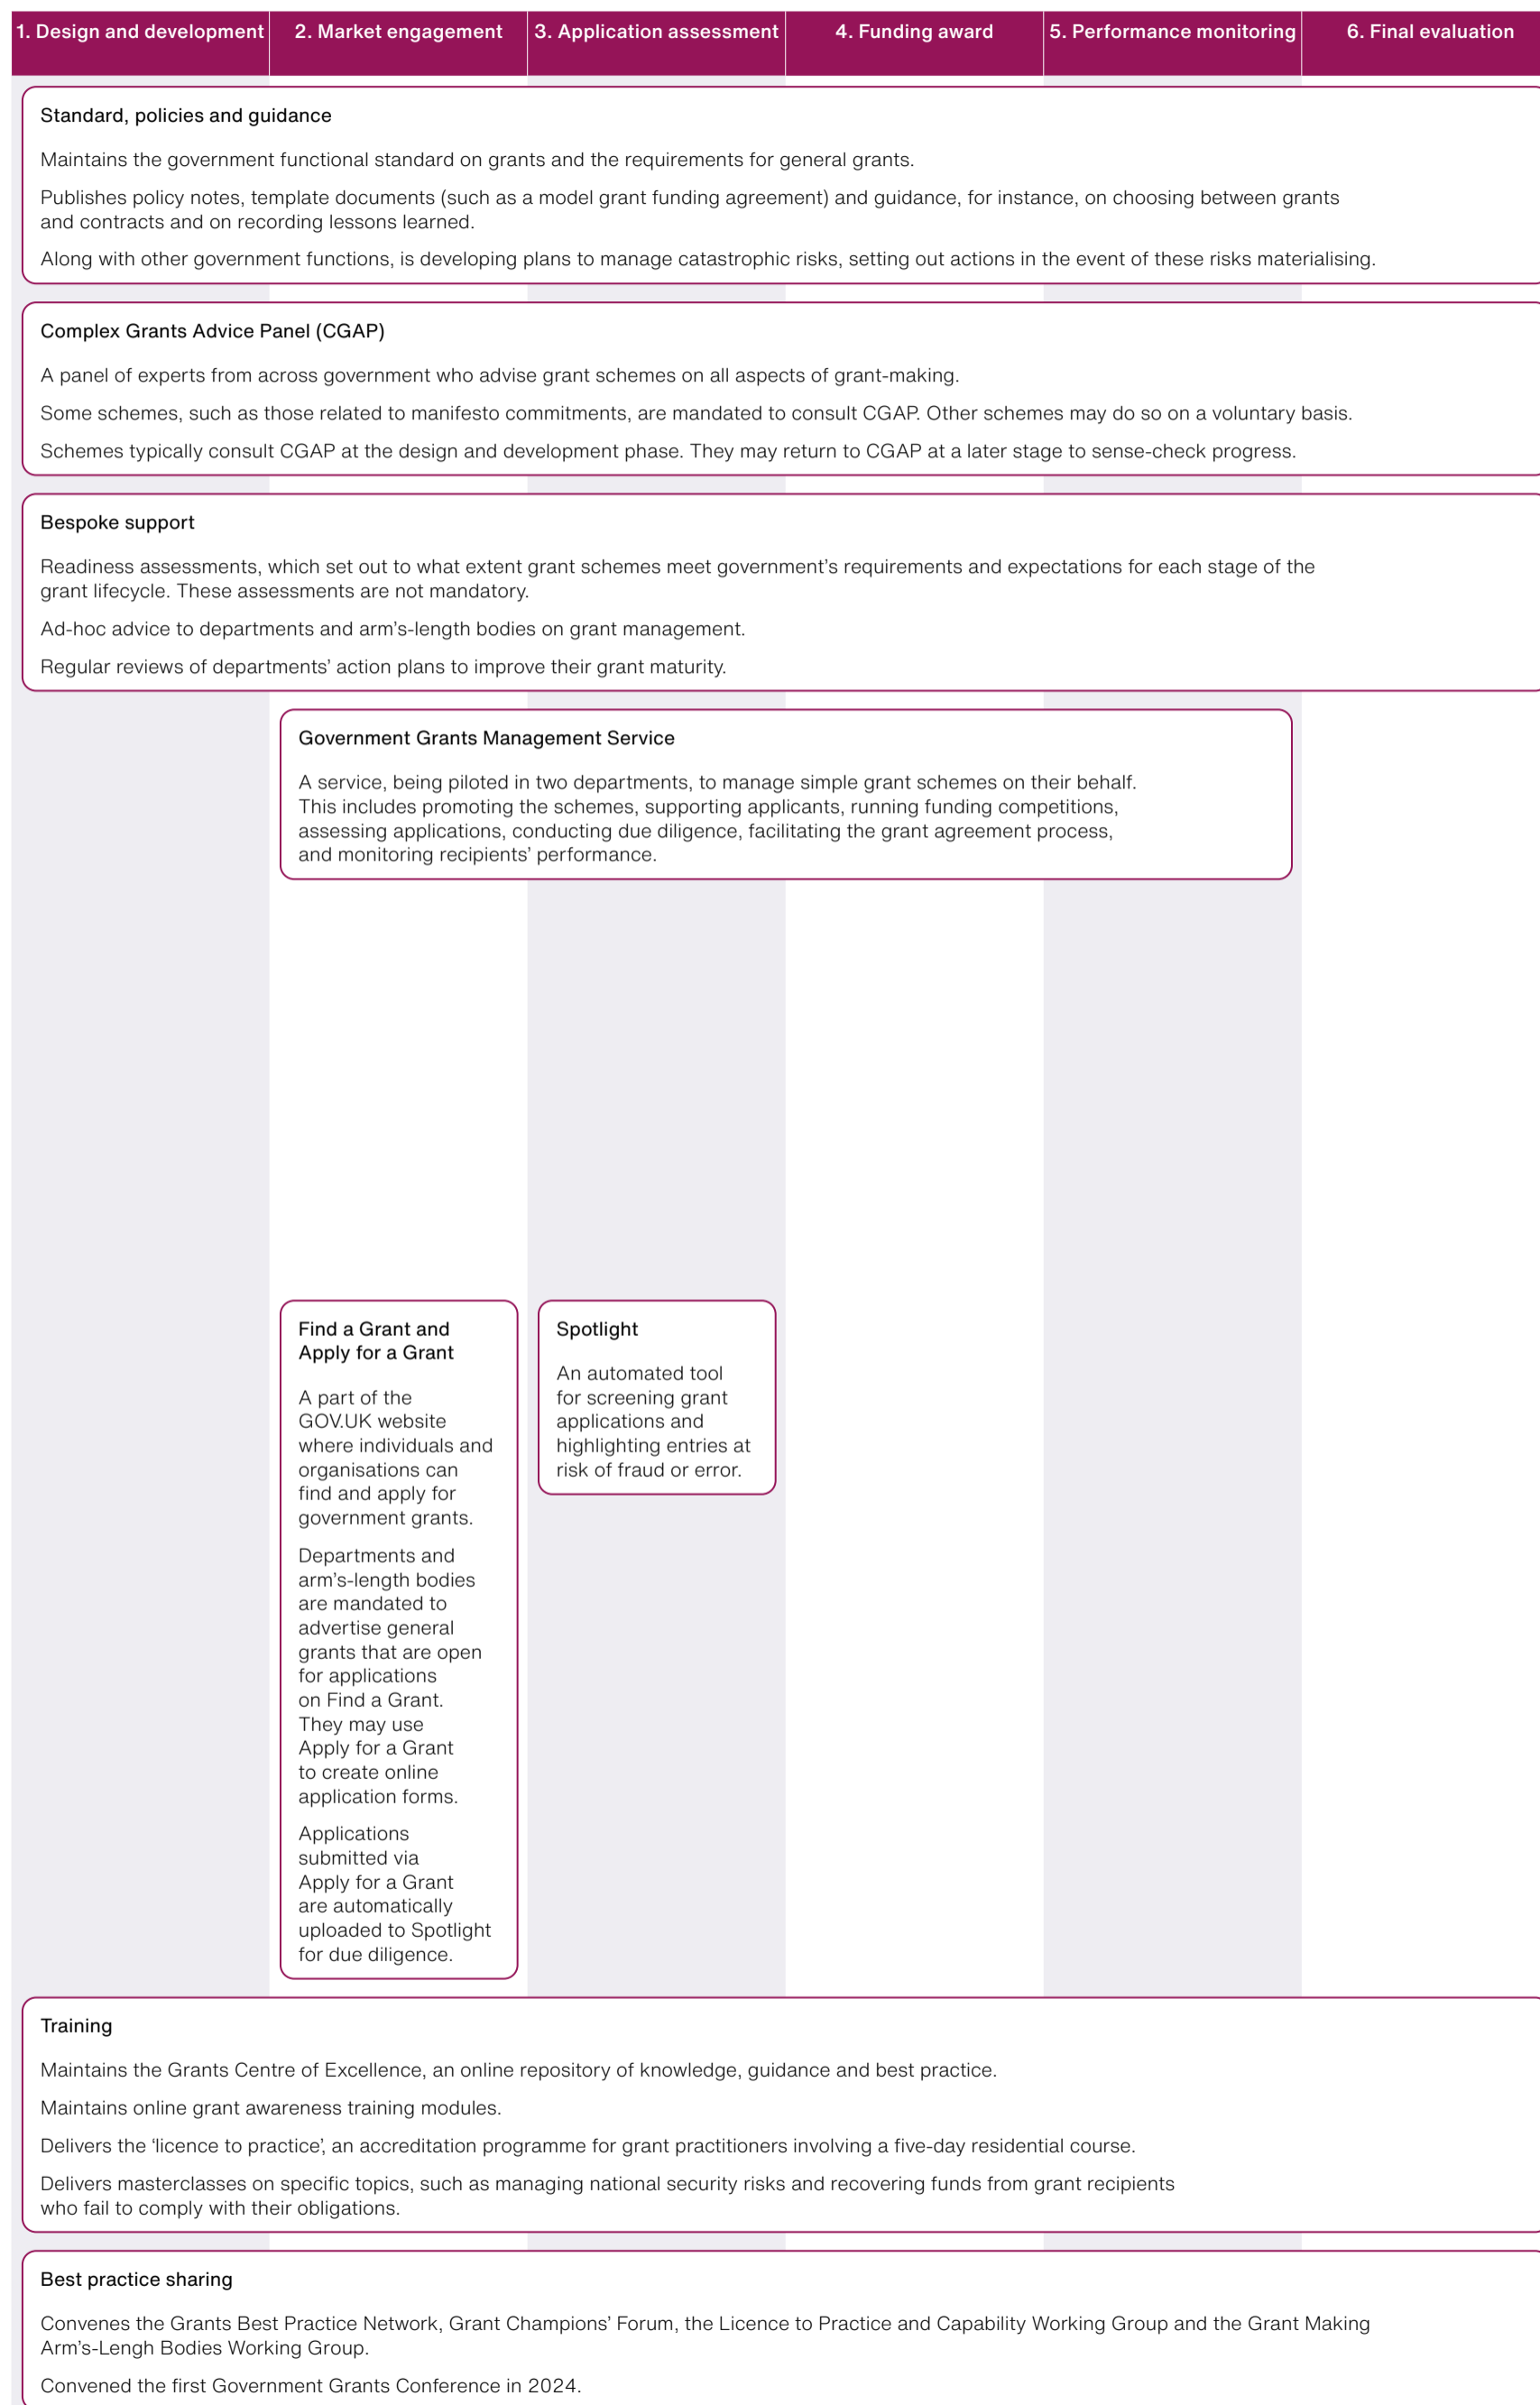 1. Design and development
2. Market engagement
3. Application assessment
4. Funding award
5. Performance monitoring
6. Final evaluation
Standard, policies and guidance
Maintains the government functional standard on grants and the requirements for general grants.
Publishes policy notes, template documents (such as a model grant funding agreement) and guidance, for instance, on choosing between grants
and contracts and on recording lessons learned.
Along with other government functions, is developing plans to manage catastrophic risks, setting out actions in the event of these risks materialising.
Complex Grants Advice Panel (CGAP)
A panel of experts from across government who advise grant schemes on all aspects of grant-making.
Some schemes, such as those related to manifesto commitments, are mandated to consult CGAP. Other schemes may do so on a voluntary basis.
Schemes typically consult CGAP at the design and development phase. They may return to CGAP at a later stage to sense-check progress.
Bespoke support
Readiness assessments, which set out to what extent grant schemes meet government’s requirements and expectations for each stage of the
grant lifecycle. These assessments are not mandatory.
Ad-hoc advice to departments and arm’s-length bodies on grant management.
Regular reviews of departments’ action plans to improve their grant maturity.
Government Grants Management Service
A service, being piloted in two departments, to manage simple grant schemes on their behalf.
This includes promoting the schemes, supporting applicants, running funding competitions,
assessing applications, conducting due diligence, facilitating the grant agreement process,
and monitoring recipients’ performance.
Find a Grant and
Apply for a Grant
A part of the
GOV.UK website
where individuals and
organisations can
find and apply for
government grants.
Departments and
arm’s-length bodies
are mandated to
advertise general
grants that are open
for applications
on Find a Grant.
They may use
Apply for a Grant
to create online
application forms.
Applications
submitted via
Apply for a Grant
are automatically
uploaded to Spotlight
for due diligence.
Spotlight
An automated tool
for screening grant
applications and
highlighting entries at
risk of fraud or error.
Training
Maintains the Grants Centre of Excellence, an online repository of knowledge, guidance and best practice.
Maintains online grant awareness training modules.
Delivers the ‘licence to practice’, an accreditation programme for grant practitioners involving a five-day residential course.
Delivers masterclasses on specific topics, such as managing national security risks and recovering funds from grant recipients
who fail to comply with their obligations.
Best practice sharing
Convenes the Grants Best Practice Network, Grant Champions’ Forum, the Licence to Practice and Capability Working Group and the Grant Making
Arm’s-Lengh Bodies Working Group.
Convened the first Government Grants Conference in 2024.